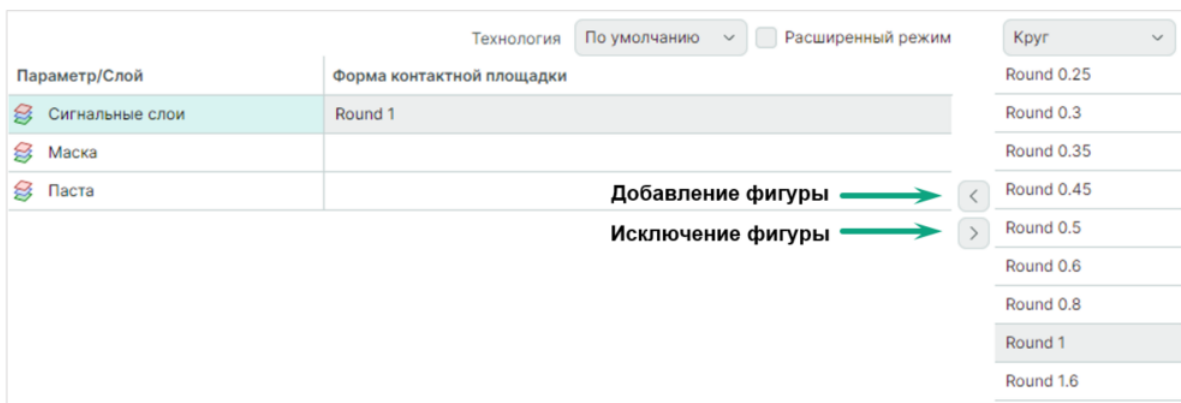 Технология По умолчанию Расширенный режим Круг
Параметр/Слой Форма контактной площадки Round 0.25
Сигнальные слои Round 1 Round 0.3
Маска Round 0.35
Паста Добавление фигуры Round 0.45
Исключение фигуры Round 0.5
Round 0.6
Round 0.8
Round 1
Round 1.6